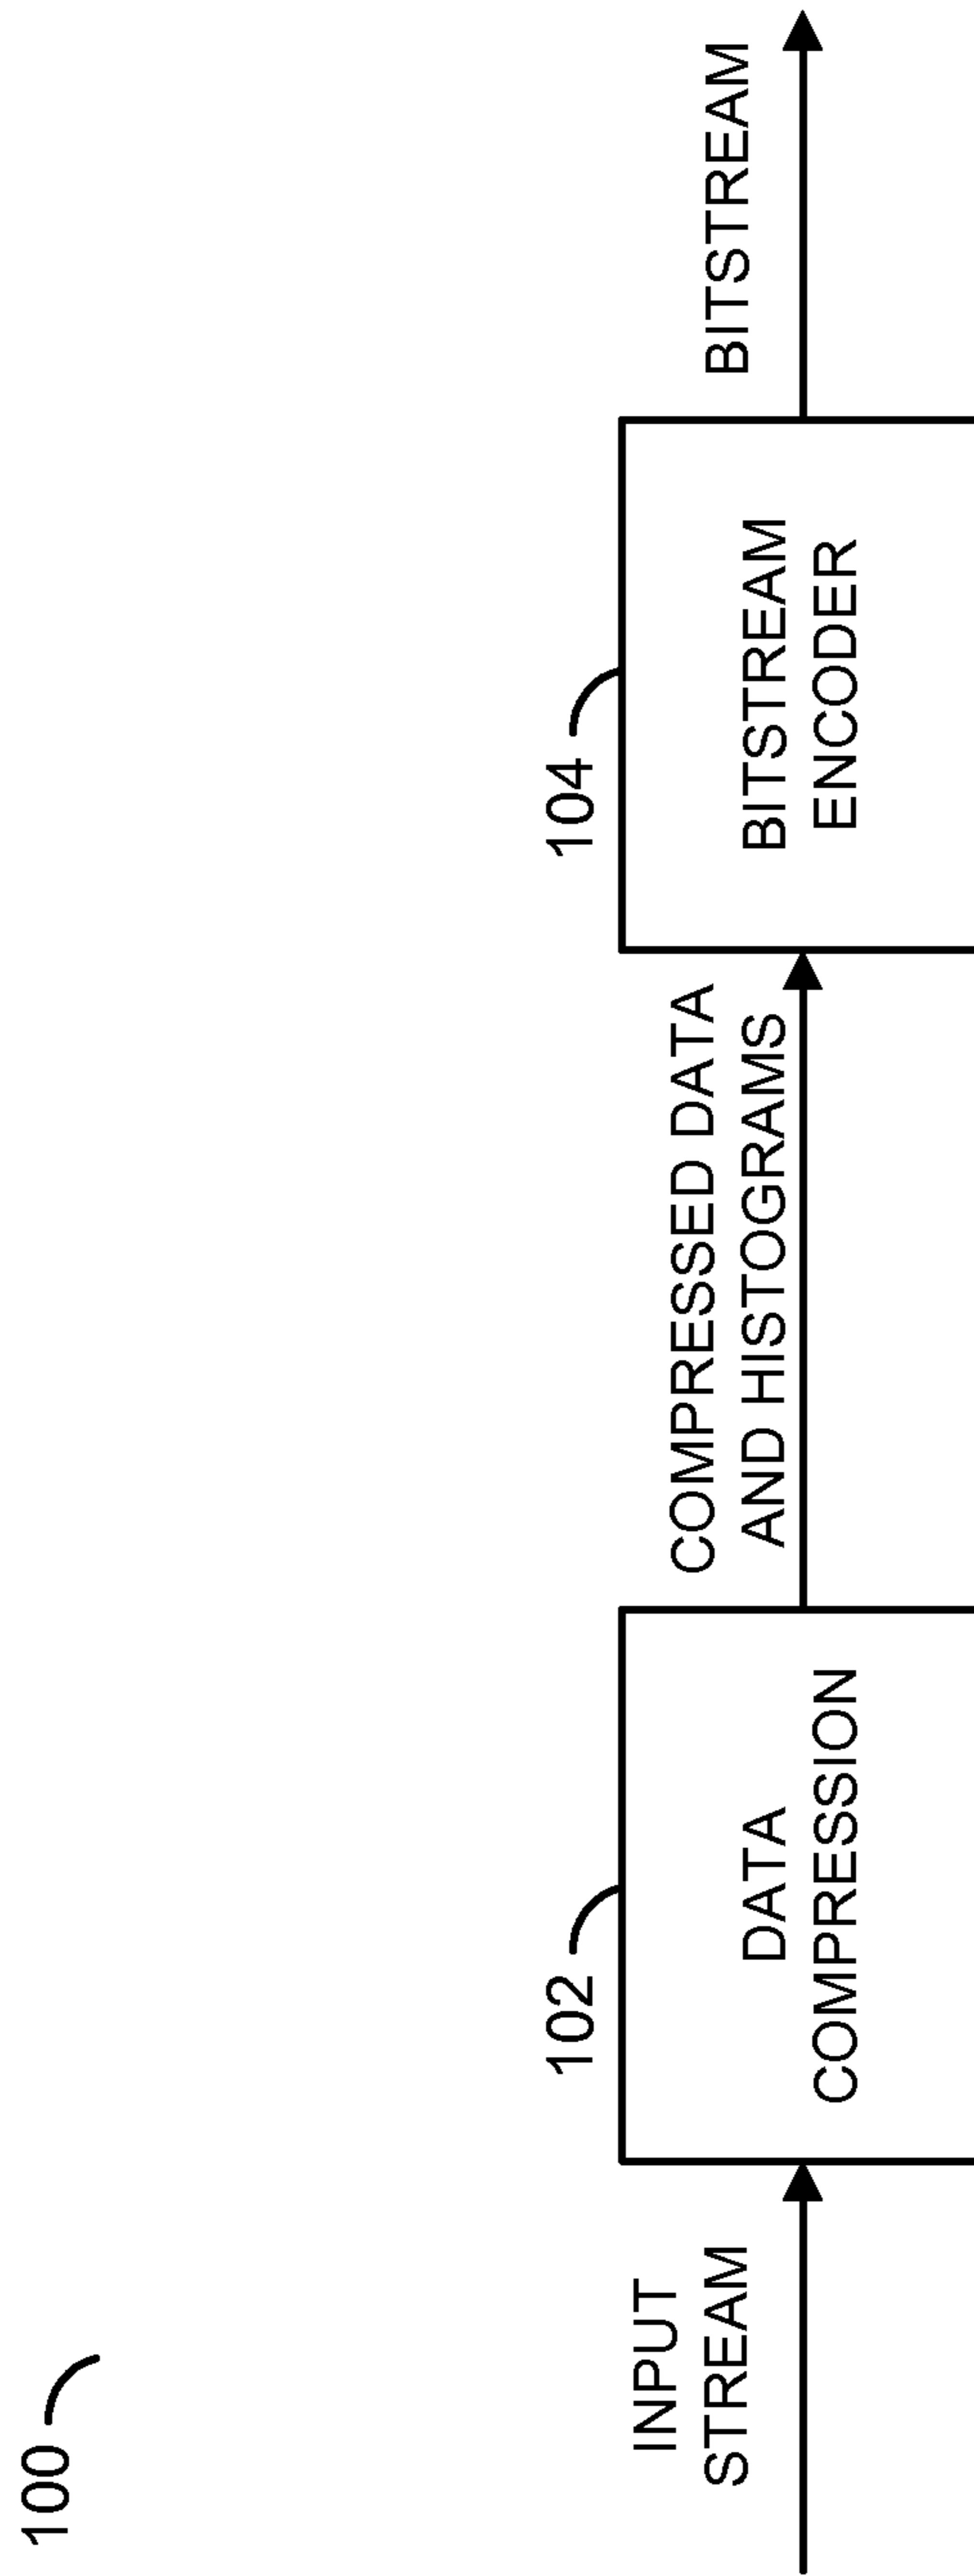 100
INPUT
STREAM
102
DATA
COMPRESSION
COMPRESSED DATA
AND HISTOGRAMS
104
BITSTREAM
ENCODER
BITSTREAM